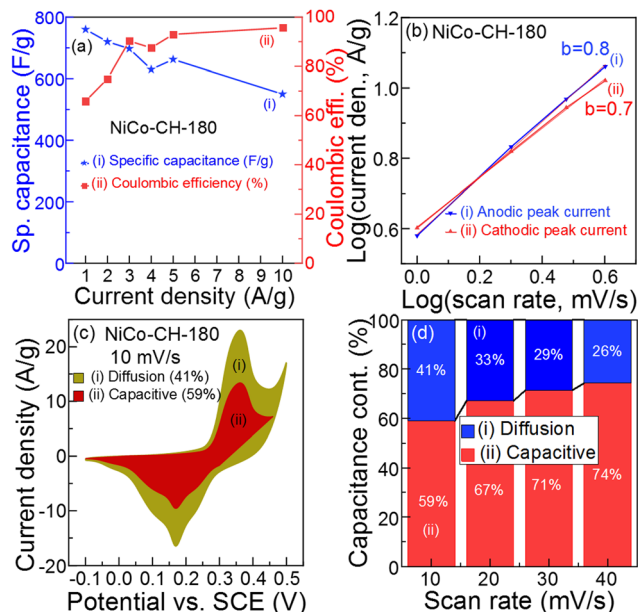 (a)
Sp. capacitance (F/g)
800
600
400
200
0
Coulombic effi. (%)
100
80
60
40
20
0
(ii)
(i)
NiCo-CH-180
(i) Specific capacitance (F/g)
(ii) Coulombic efficiency (%)
1 2 3 4 5 6 7 8 9 10
Current density (A/g)
(b)
NiCo-CH-180
b=0.8
(i)
(ii)
b=0.7
Log(current den., A/g)
1.2
1.0
0.8
0.6
(i) Anodic peak current
(ii) Cathodic peak current
0.0 0.2 0.4 0.6
Log(scan rate, mV/s)
(c)
NiCo-CH-180
10 mV/s
(i) Diffusion (41%)
(ii) Capacitive (59%)
(i)
(ii)
Current density (A/g)
20
10
0
-10
-20
-0.1 0.0 0.1 0.2 0.3 0.4 0.5
Potential vs. SCE (V)
(d)
Capacitance cont. (%)
100
80
60
40
20
0
(i)
41%
33%
29%
26%
(i) Diffusion
(ii) Capacitive
59%
67%
71%
74%
(ii)
10 20 30 40
Scan rate (mV/s)